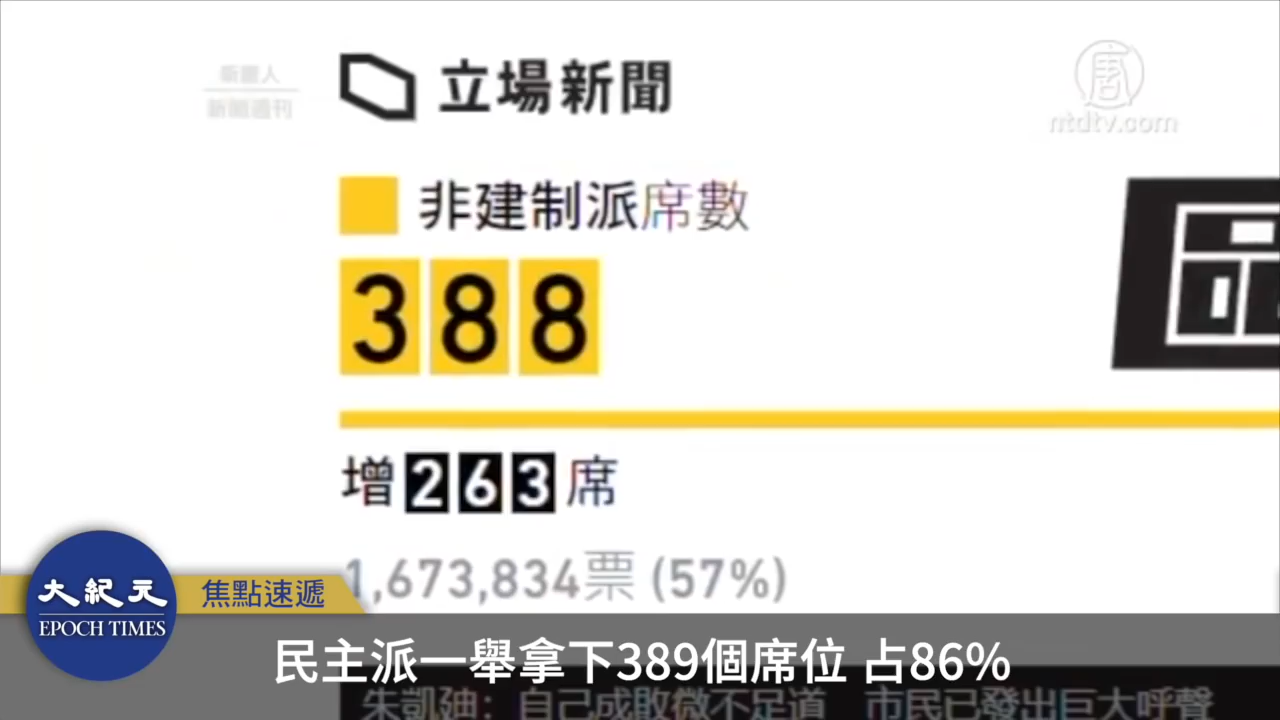 新唐人
新聞週刊
立場新聞
唐
ntdtv.com
非建制派席數
388
增263席
1,673,834票 (57%)
大紀元
EPOCH TIMES
焦點速遞
民主派一舉拿下389個席位 占86%
朱凱廸：自己成敗微不足道 市民已發出巨大呼聲